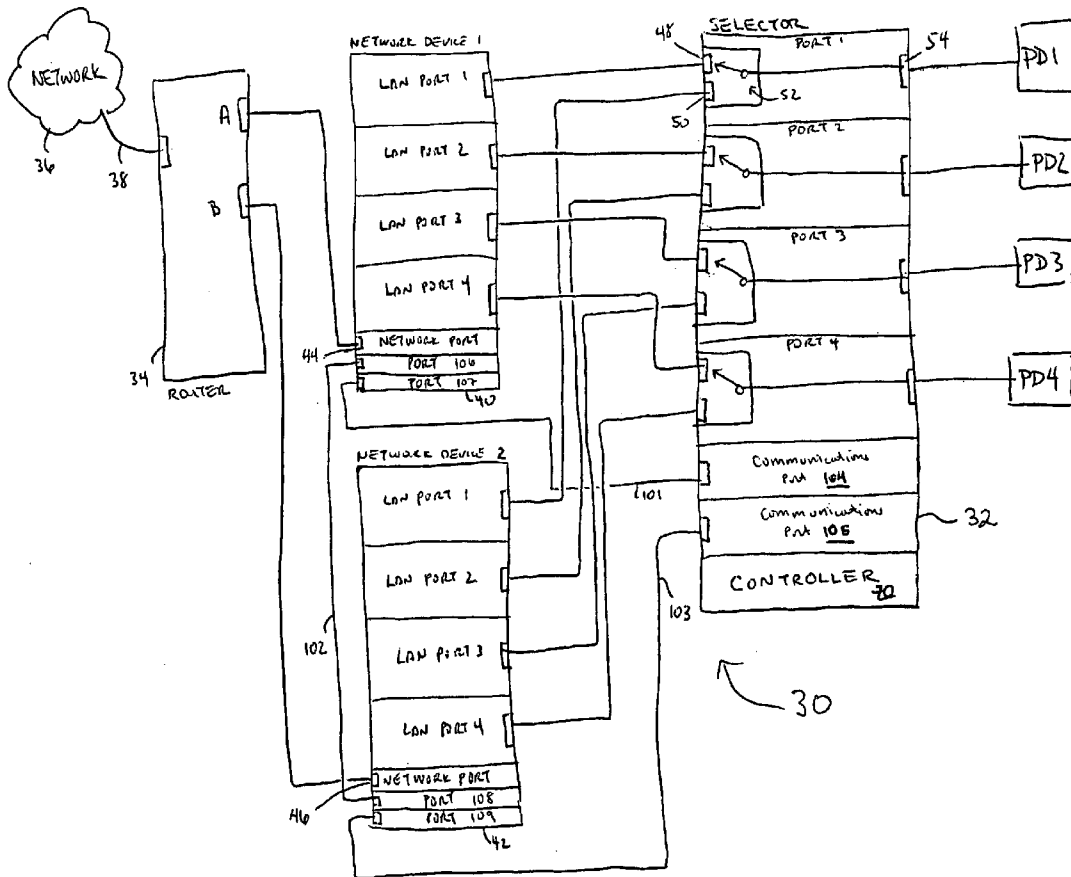 NETWORK
36
38
A
B
34
ROUTER
NETWORK DEVICE 1
LAN PORT 1
LAN PORT 2
LAN PORT 3
LAN PORT 4
NETWORK PORT
44
PORT 106
PORT 107
40
NETWORK DEVICE 2
LAN PORT 1
LAN PORT 2
LAN PORT 3
LAN PORT 4
NETWORK PORT
46
PORT 108
PORT 109
42
102
101
103
SELECTOR
PORT 1
48
50
52
54
PORT 2
PORT 3
PORT 4
Communications
Port 104
Communications
Port 105
32
CONTROLLER 70
30
PD1
PD2
PD3
PD4